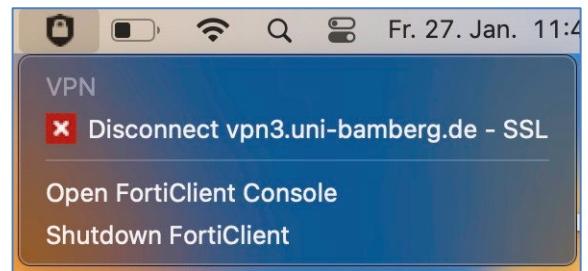 Fr. 27. Jan. 11:4
VPN
Disconnect vpn3.uni-bamberg.de - SSL
Open FortiClient Console
Shutdown FortiClient